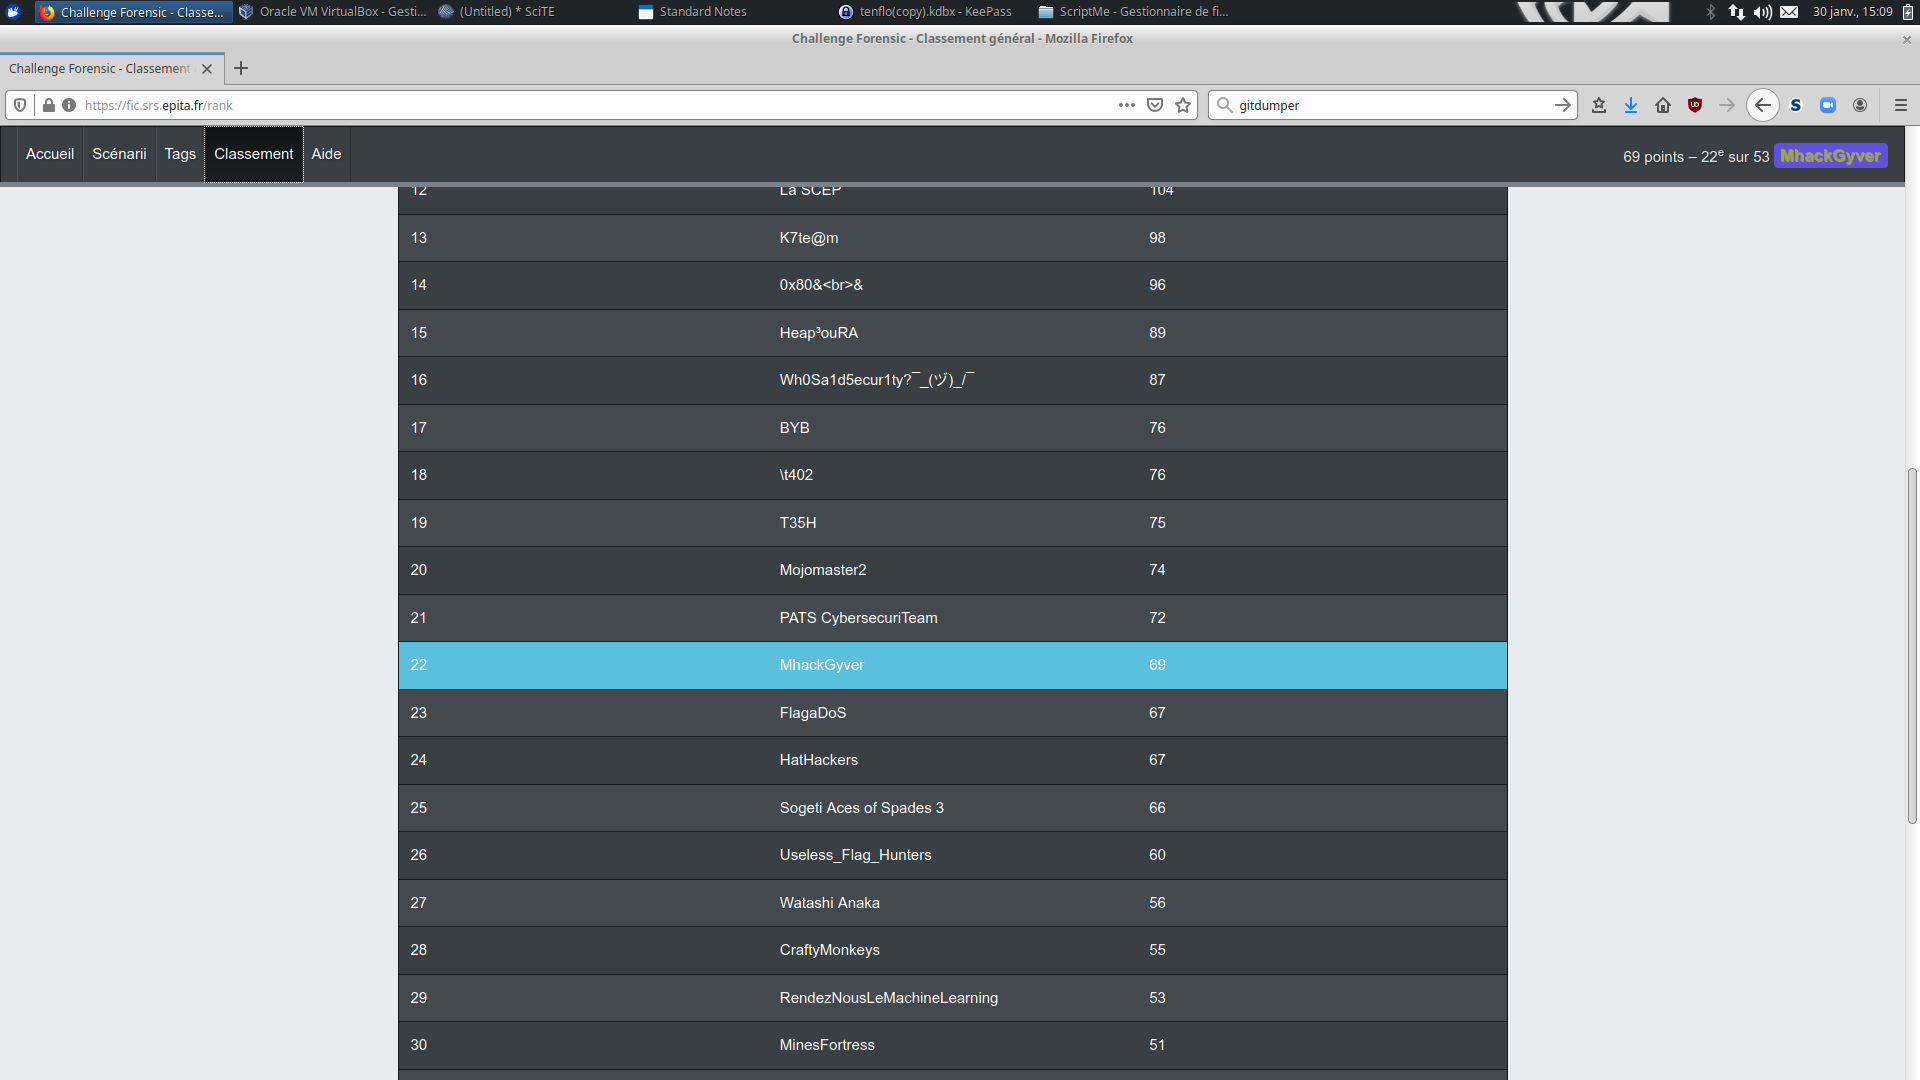 Challenge Forensic - Classe... Oracle VM VirtualBox - Gesti... (Untitled) * SciTE Standard Notes tenflo(copy).kdbx - KeePass ScriptMe - Gestionnaire de fi... 30 janv., 15:09
Challenge Forensic - Classement général - Mozilla Firefox
Challenge Forensic - Classement
https://fic.srs.epita.fr/rank gitdumper
Accueil Scénarii Tags Classement Aide 69 points – 22e sur 53 MhackGyver
12 La SCEP 104
13 K7te@m 98
14 0x80&<br>& 96
15 Heap³ouRA 89
16 Wh0Sa1d5ecur1ty?¯_(ヅ)_/¯ 87
17 BYB 76
18 \t402 76
19 T35H 75
20 Mojomaster2 74
21 PATS CybersecuriTeam 72
22 MhackGyver 69
23 FlagaDoS 67
24 HatHackers 67
25 Sogeti Aces of Spades 3 66
26 Useless_Flag_Hunters 60
27 Watashi Anaka 56
28 CraftyMonkeys 55
29 RendezNousLeMachineLearning 53
30 MinesFortress 51